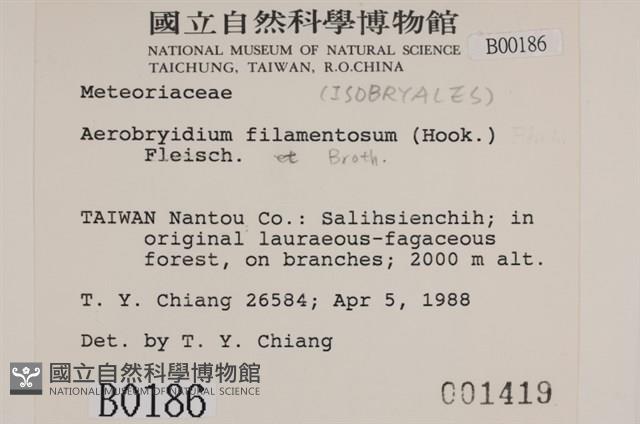 國立自然科學博物館
NATIONAL MUSEUM OF NATURAL SCIENCE
TAICHUNG, TAIWAN, R.O.CHINA
B00186
Meteoriaceae (ISOBRYALES)
Aerobryidium filamentosum (Hook.)
Fleisch. et Broth.
TAIWAN Nantou Co.: Salihsienchih; in
original lauraeous-fagaceous
forest, on branches; 2000 m alt.
T. Y. Chiang 26584; Apr 5, 1988
Det. by T. Y. Chiang
國立自然科學博物館
NATIONAL MUSEUM OF NATURAL SCIENCE
B0186
001419